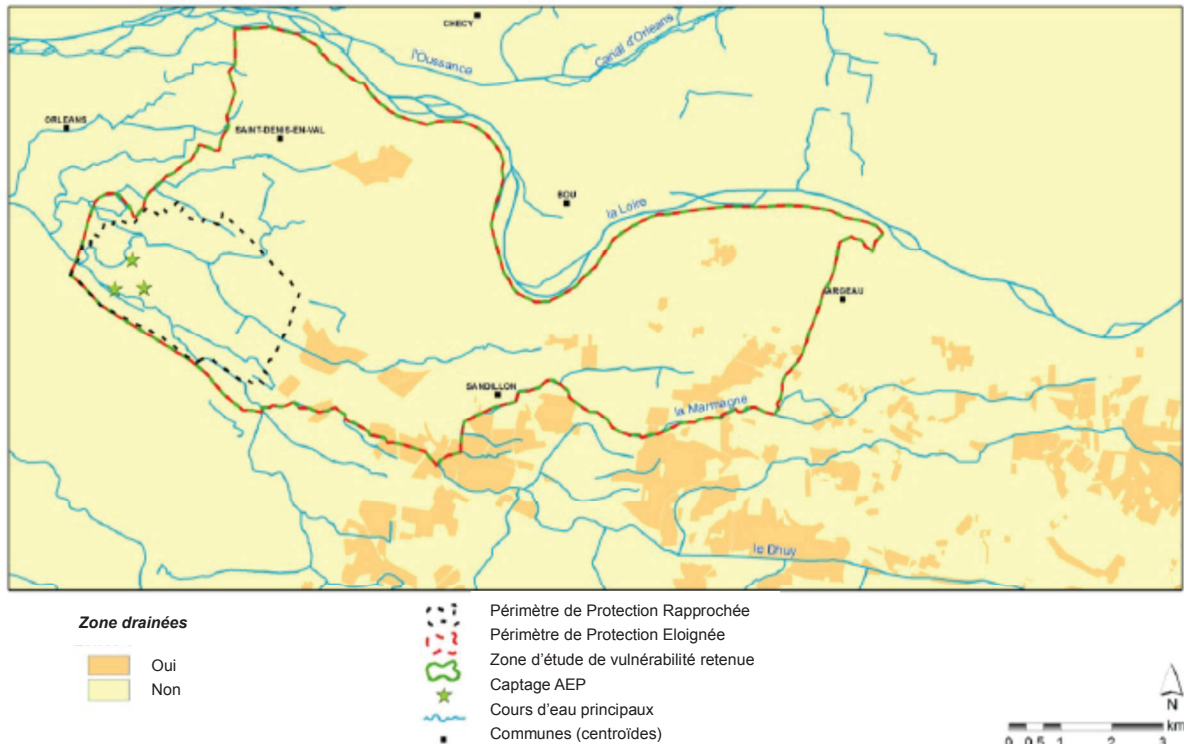 CHECY
l'Oussance
Canal d'Orleans
ORLEANS
SAINT-DENIS-EN-VAL
BOU
la Loire
JARGEAU
SANDILLON
la Marmagne
le Dhuy
Zone drainées
Oui
Non
Périmètre de Protection Rapprochée
Périmètre de Protection Eloignée
Zone d'étude de vulnérabilité retenue
Captage AEP
Cours d'eau principaux
Communes (centroïdes)
N
km
0 0.5 1 2 3